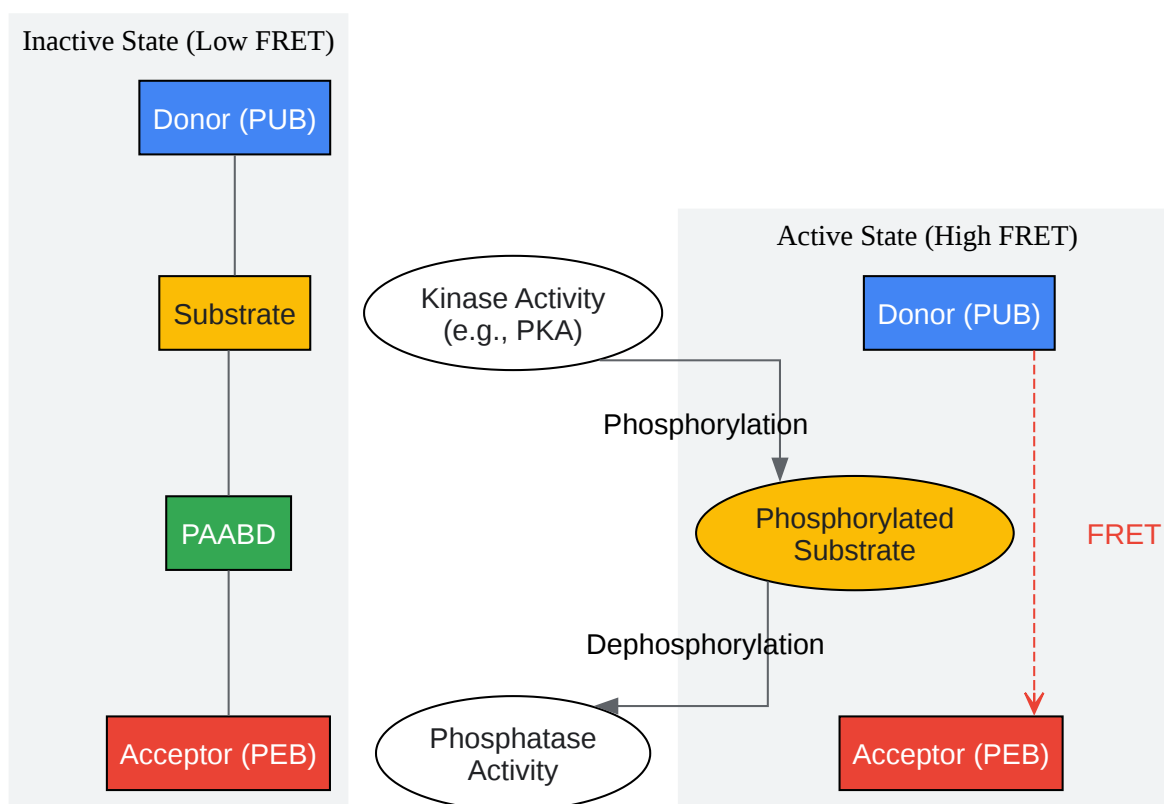 Inactive State (Low FRET)
Donor (PUB)
Substrate
PAABD
Acceptor (PEB)
Kinase Activity
(e.g., PKA)
Phosphorylation
Dephosphorylation
Phosphatase
Activity
Active State (High FRET)
Donor (PUB)
Phosphorylated
Substrate
FRET
Acceptor (PEB)